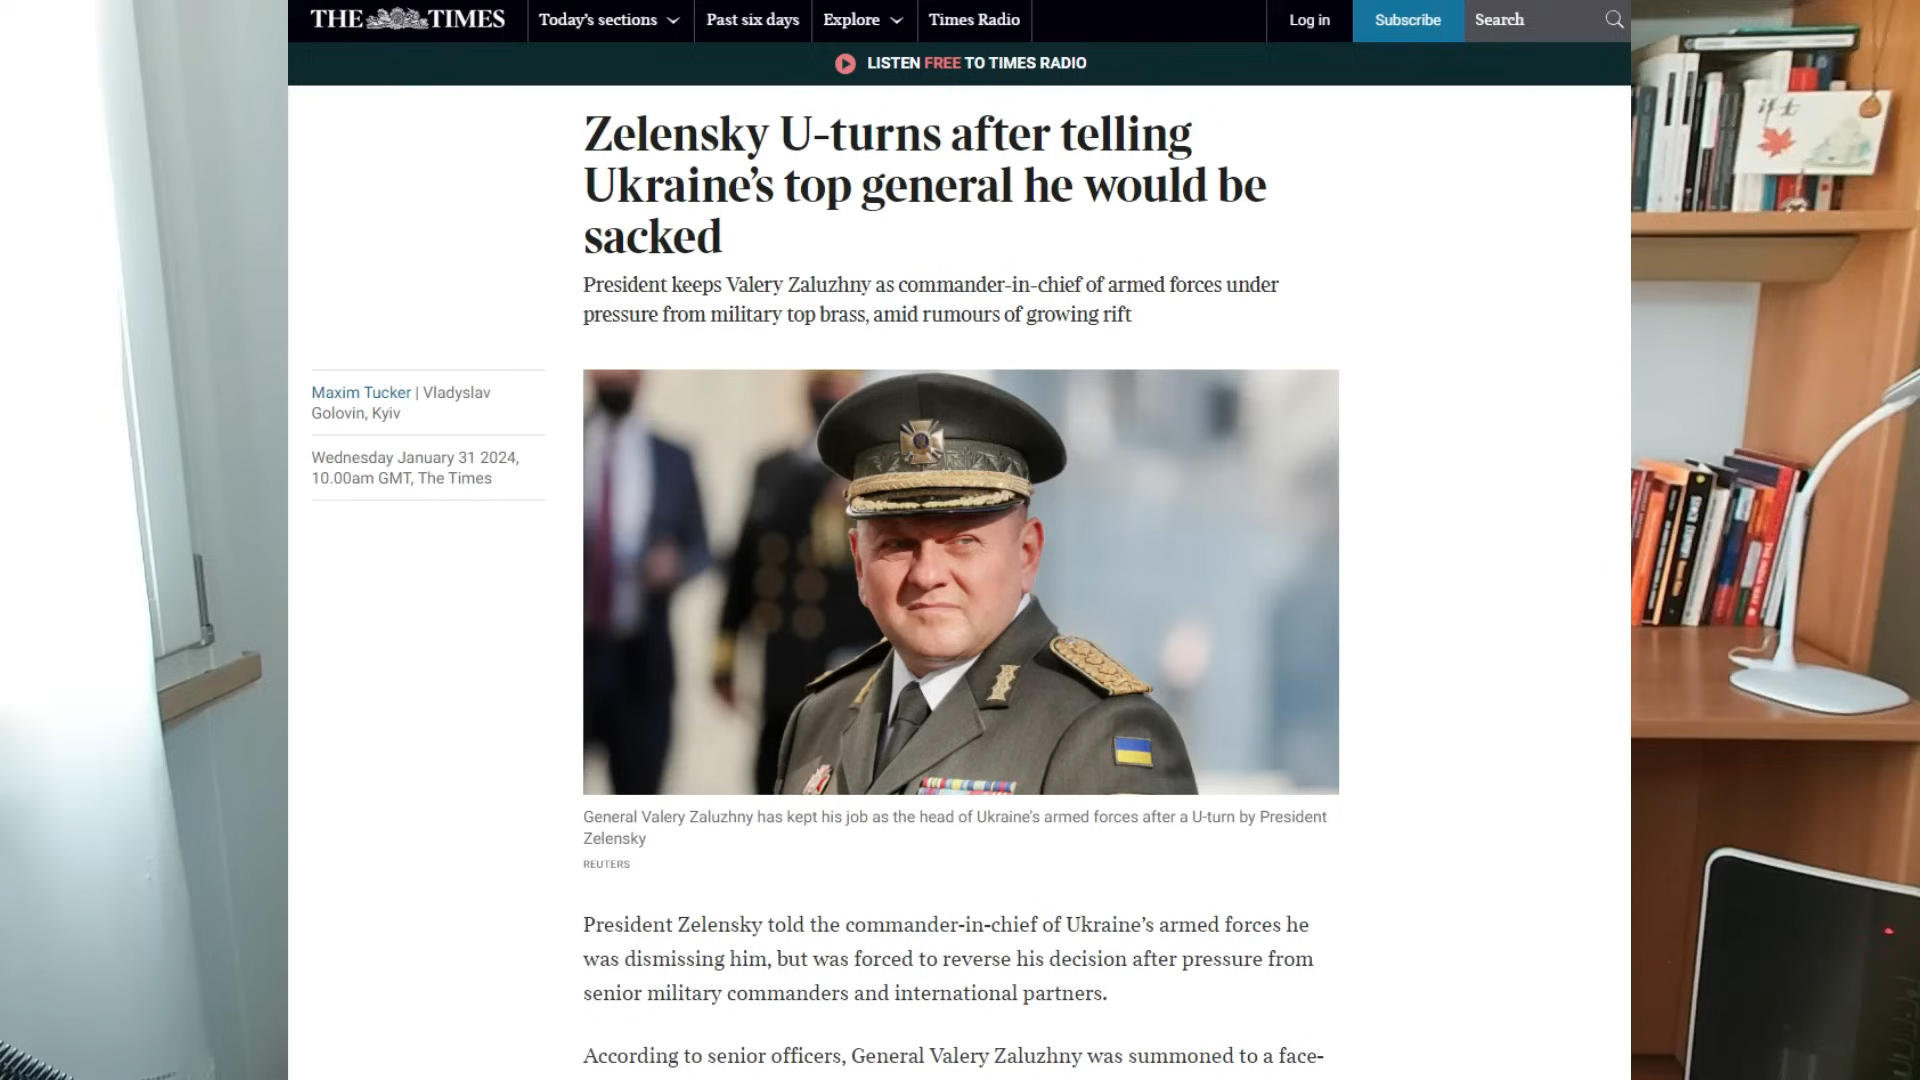 THE TIMES
Today's sections
Past six days
Explore
Times Radio
Log in
Subscribe
Search
LISTEN FREE TO TIMES RADIO
Zelensky U-turns after telling
Ukraine's top general he would be
sacked
President keeps Valery Zaluzhny as commander-in-chief of armed forces under
pressure from military top brass, amid rumours of growing rift
Maxim Tucker | Vladyslav
Golovin, Kyiv
Wednesday January 31 2024,
10.00am GMT, The Times
General Valery Zaluzhny has kept his job as the head of Ukraine's armed forces after a U-turn by President
Zelensky
REUTERS
President Zelensky told the commander-in-chief of Ukraine's armed forces he
was dismissing him, but was forced to reverse his decision after pressure from
senior military commanders and international partners.
According to senior officers, General Valery Zaluzhny was summoned to a face-